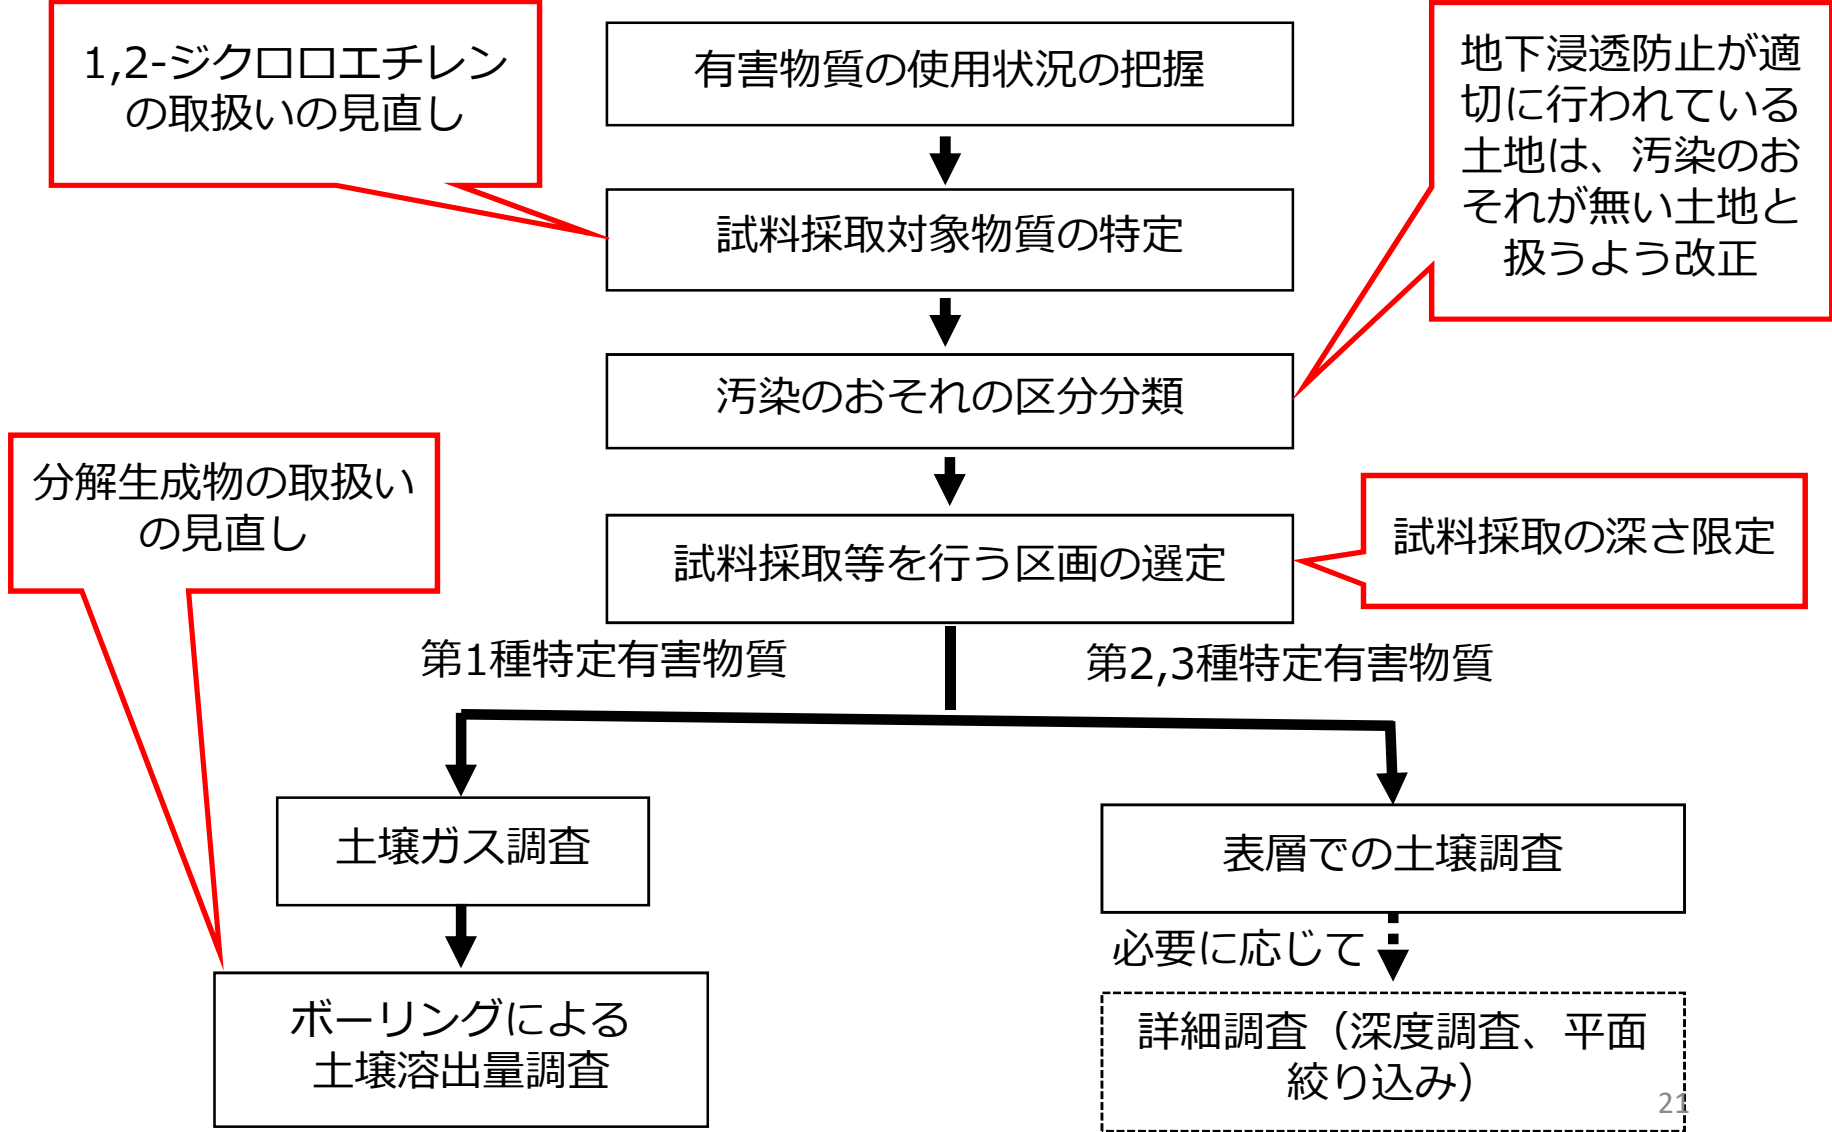 1,2-ジクロロエチレン
の取扱いの見直し
有害物質の使用状況の把握
地下浸透防止が適
切に行われている
土地は、汚染のお
それが無い土地と
扱うよう改正
試料採取対象物質の特定
汚染のおそれの区分分類
分解生成物の取扱い
の見直し
試料採取等を行う区画の選定
試料採取の深さ限定
第1種特定有害物質
第2,3種特定有害物質
土壌ガス調査
表層での土壌調査
必要に応じて
ボーリングによる
土壌溶出量調査
詳細調査（深度調査、平面
絞り込み）
21